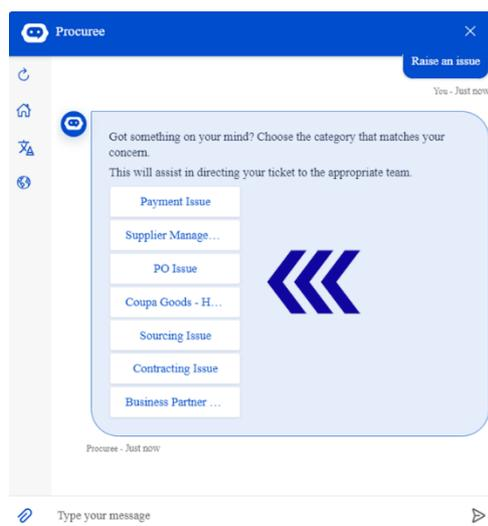 Procuree
Raise an issue
You - Just now
Got something on your mind? Choose the category that matches your
concern.
This will assist in directing your ticket to the appropriate team.
Payment Issue
Supplier Manage...
PO Issue
Coupa Goods - H...
Sourcing Issue
Contracting Issue
Business Partner ...
Procuree - Just now
Type your message